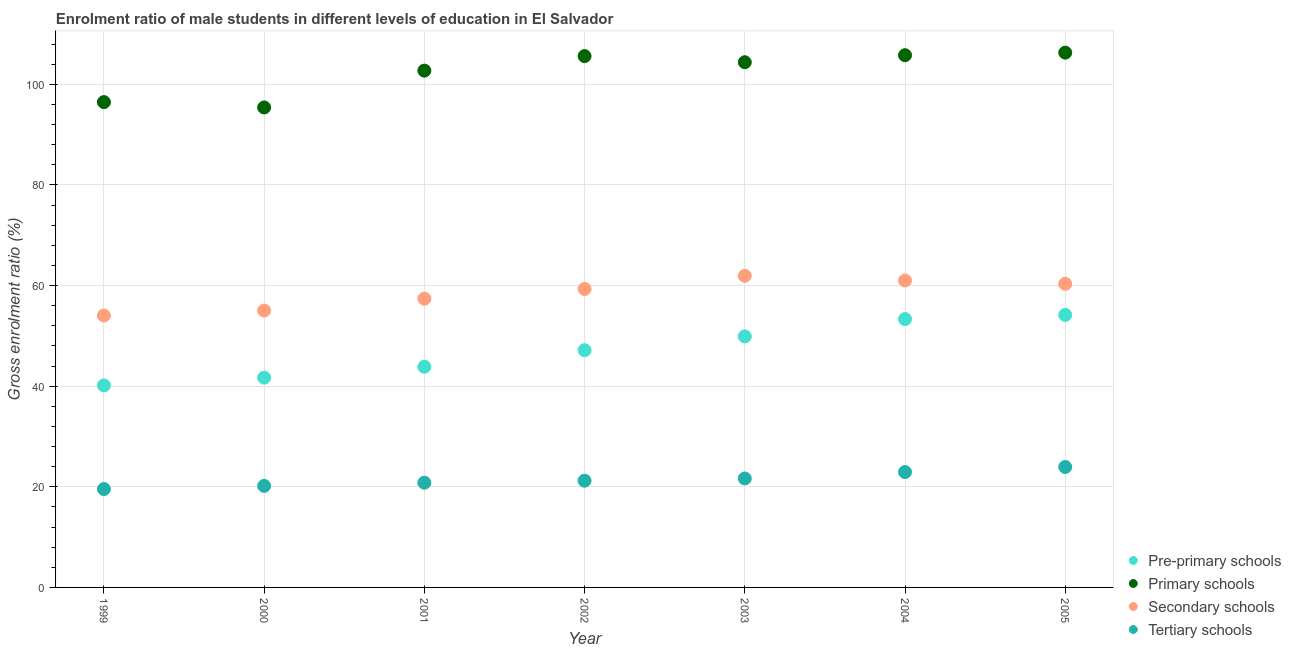 Enrolment ratio of male students in different levels of education in El Salvador
Gross enrolment ratio (%)
100
80
60
40
20
0
1999
2000
2001
2002
2003
2004
2005
Year
Pre-primary schools
Primary schools
Secondary schools
Tertiary schools